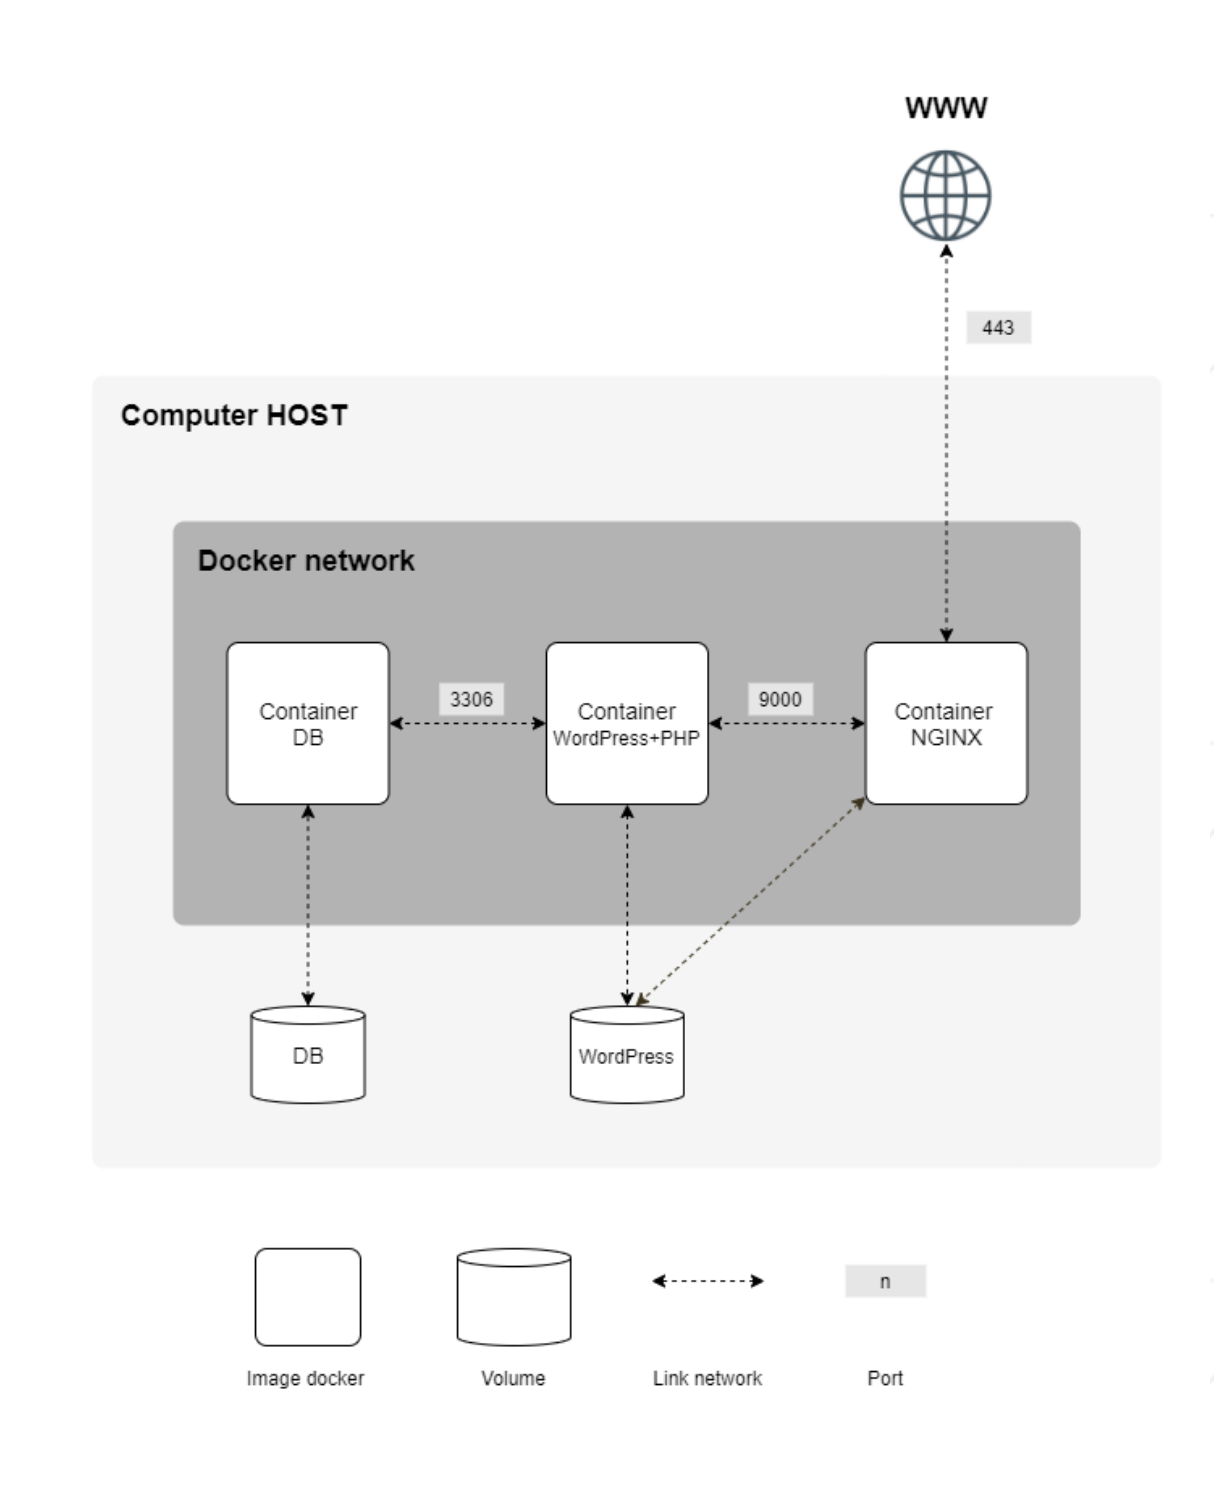 WWW
443
Computer HOST
Docker network
Container
DB
3306
Container
WordPress+PHP
9000
Container
NGINX
DB
WordPress
n
Image docker
Volume
Link network
Port